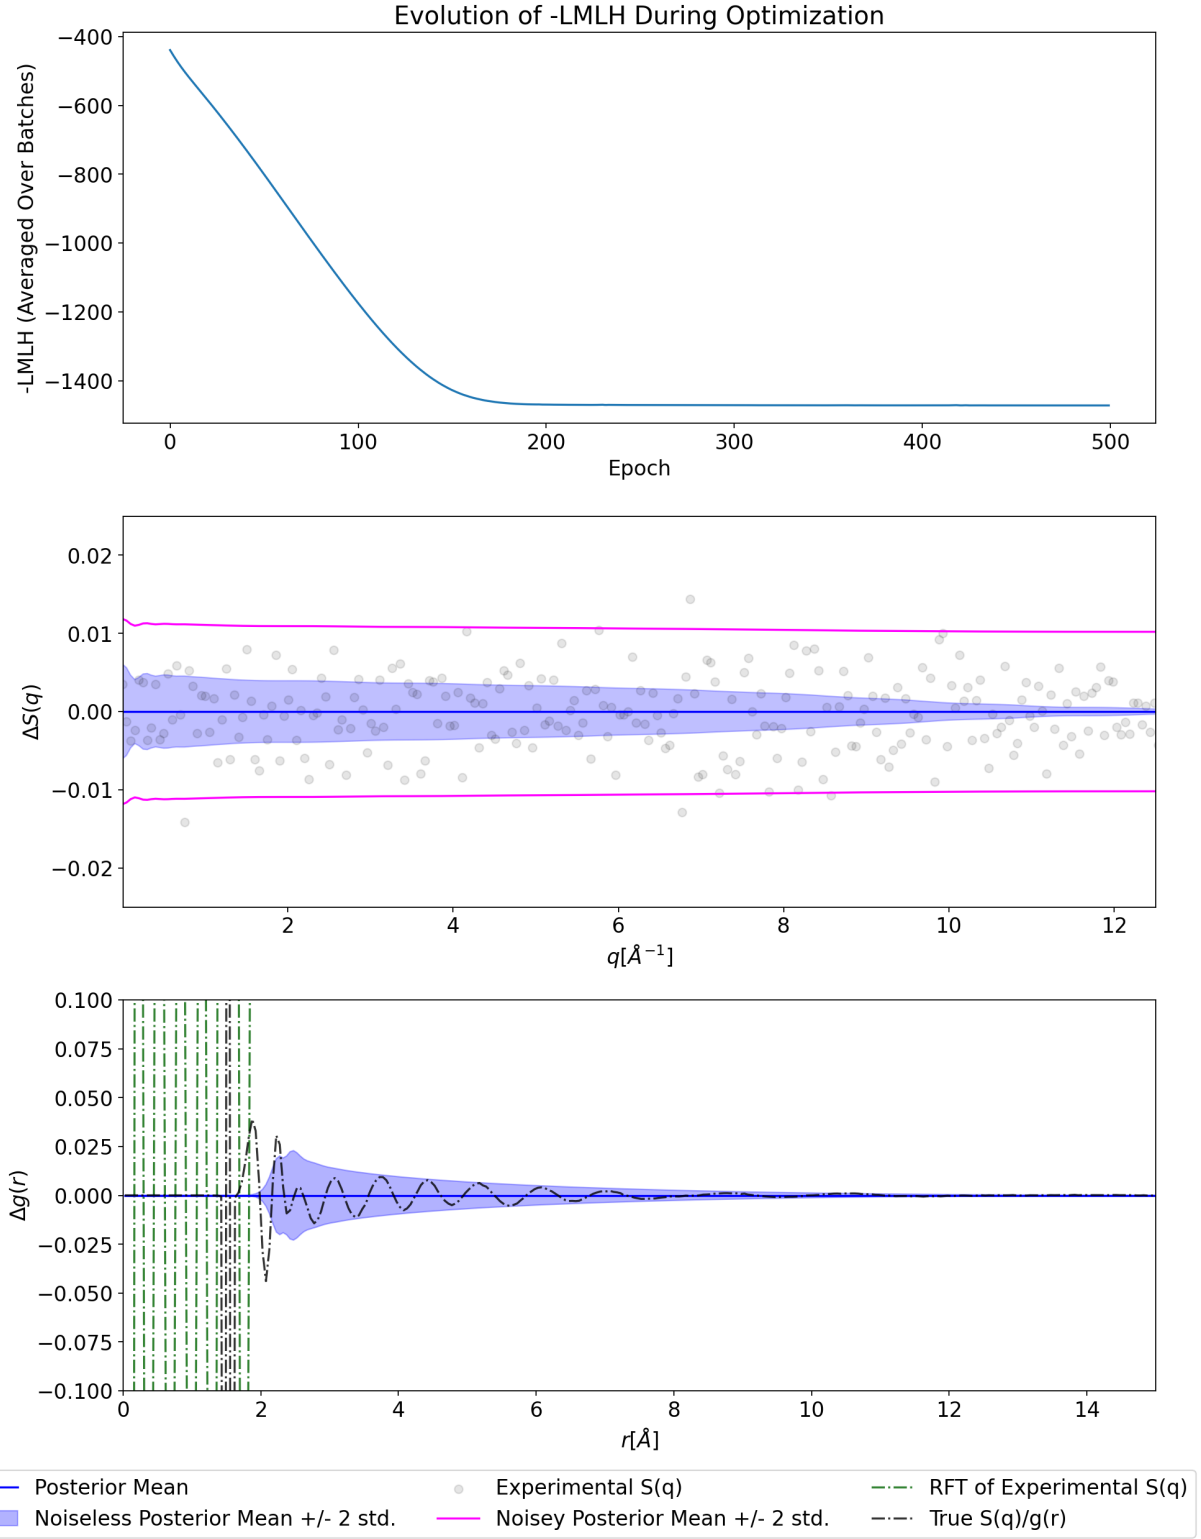 Evolution of -LMLH During Optimization
-LMLH (Averaged Over Batches)
−400
−600
−800
−1000
−1200
−1400
0 100 200 300 400 500
Epoch
ΔS(q)
0.02
0.01
0.00
−0.01
−0.02
2 4 6 8 10 12
q[Å⁻¹]
Δg(r)
0.100
0.075
0.050
0.025
0.000
−0.025
−0.050
−0.075
−0.100
0 2 4 6 8 10 12 14
r[Å]
Posterior Mean
Noiseless Posterior Mean +/- 2 std.
Experimental S(q)
Noisey Posterior Mean +/- 2 std.
RFT of Experimental S(q)
True S(q)/g(r)